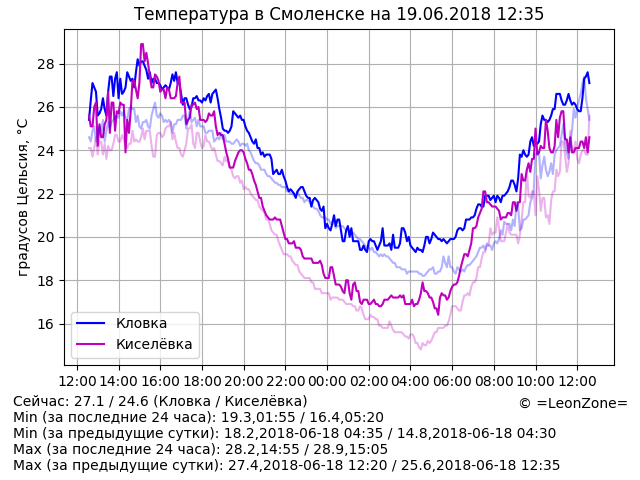 Температура в Смоленске на 19.06.2018 12:35
градусов Цельсия, °C
28
26
24
22
20
18
16
Кловка
Киселёвка
12:00 14:00 16:00 18:00 20:00 22:00 00:00 02:00 04:00 06:00 08:00 10:00 12:00
Сейчас: 27.1 / 24.6 (Кловка / Киселёвка)
© =LeonZone=
Min (за последние 24 часа): 19.3,01:55 / 16.4,05:20
Min (за предыдущие сутки): 18.2,2018-06-18 04:35 / 14.8,2018-06-18 04:30
Max (за последние 24 часа): 28.2,14:55 / 28.9,15:05
Max (за предыдущие сутки): 27.4,2018-06-18 12:20 / 25.6,2018-06-18 12:35